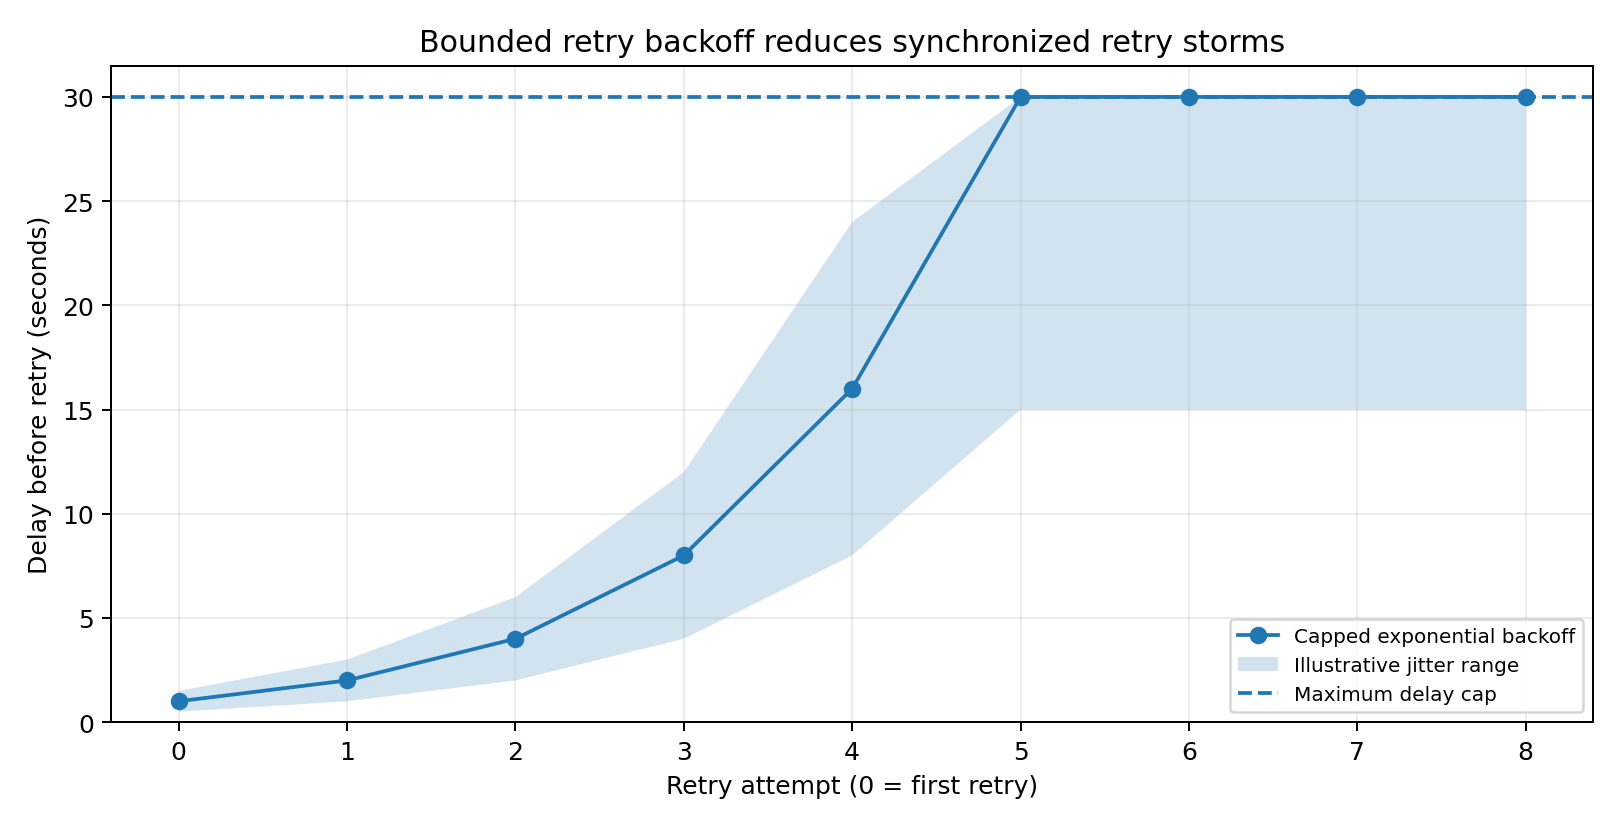 Bounded retry backoff reduces synchronized retry storms
Delay before retry (seconds)
30
25
20
15
10
5
0
0 1 2 3 4 5 6 7 8
Retry attempt (0 = first retry)
Capped exponential backoff
Illustrative jitter range
Maximum delay cap